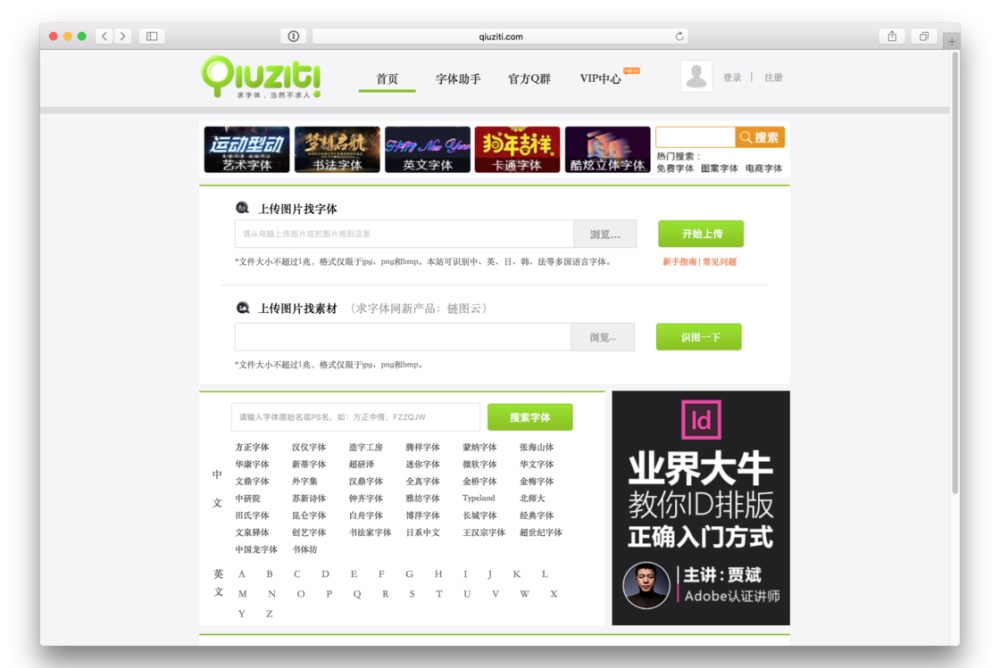 qiuziti.com
Qiuziti
求字体，当然不求人
首页 字体助手 官方Q群 VIP中心 NEW 登录 | 注册
运动型动 梦想启航 Happy New Year 狗年吉祥
艺术字体 书法字体 英文字体 卡通字体 酷炫立体字体
搜索
热门搜索：
免费字体 图案字体 电商字体
上传图片找字体
请从电脑上传图片或把图片拖到这里 浏览... 开始上传
*文件大小不超过1兆，格式仅限于jpg、png和bmp。本站可识别中、英、日、韩、法等多国语言字体。 新手指南 | 常见问题
上传图片找素材 （求字体网新产品：链图云）
浏览... 识图一下
*文件大小不超过1兆，格式仅限于jpg、png和bmp。
请输入字体原始名或PS名，如：方正中倩，FZZQJW 搜索字体
中文
方正字体 汉仪字体 造字工房 腾祥字体 蒙纳字体 张海山体
华康字体 新蒂字体 超研泽 迷你字体 微软字体 华文字体
文鼎字体 外字集 汉鼎字体 全真字体 金桥字体 金梅字体
中研院 苏新诗体 钟齐字体 雅坊字体 Typeland 北师大
田氏字体 昆仑字体 白舟字体 博洋字体 长城字体 经典字体
文泉驿体 创艺字体 书法家字体 日系中文 王汉宗字体 超世纪字体
中国龙字体 书体坊
英文
A B C D E F G H I J K L
M N O P Q R S T U V W X
Y Z
Id
业界大牛
教你ID排版
正确入门方式
主讲：贾斌
Adobe认证讲师